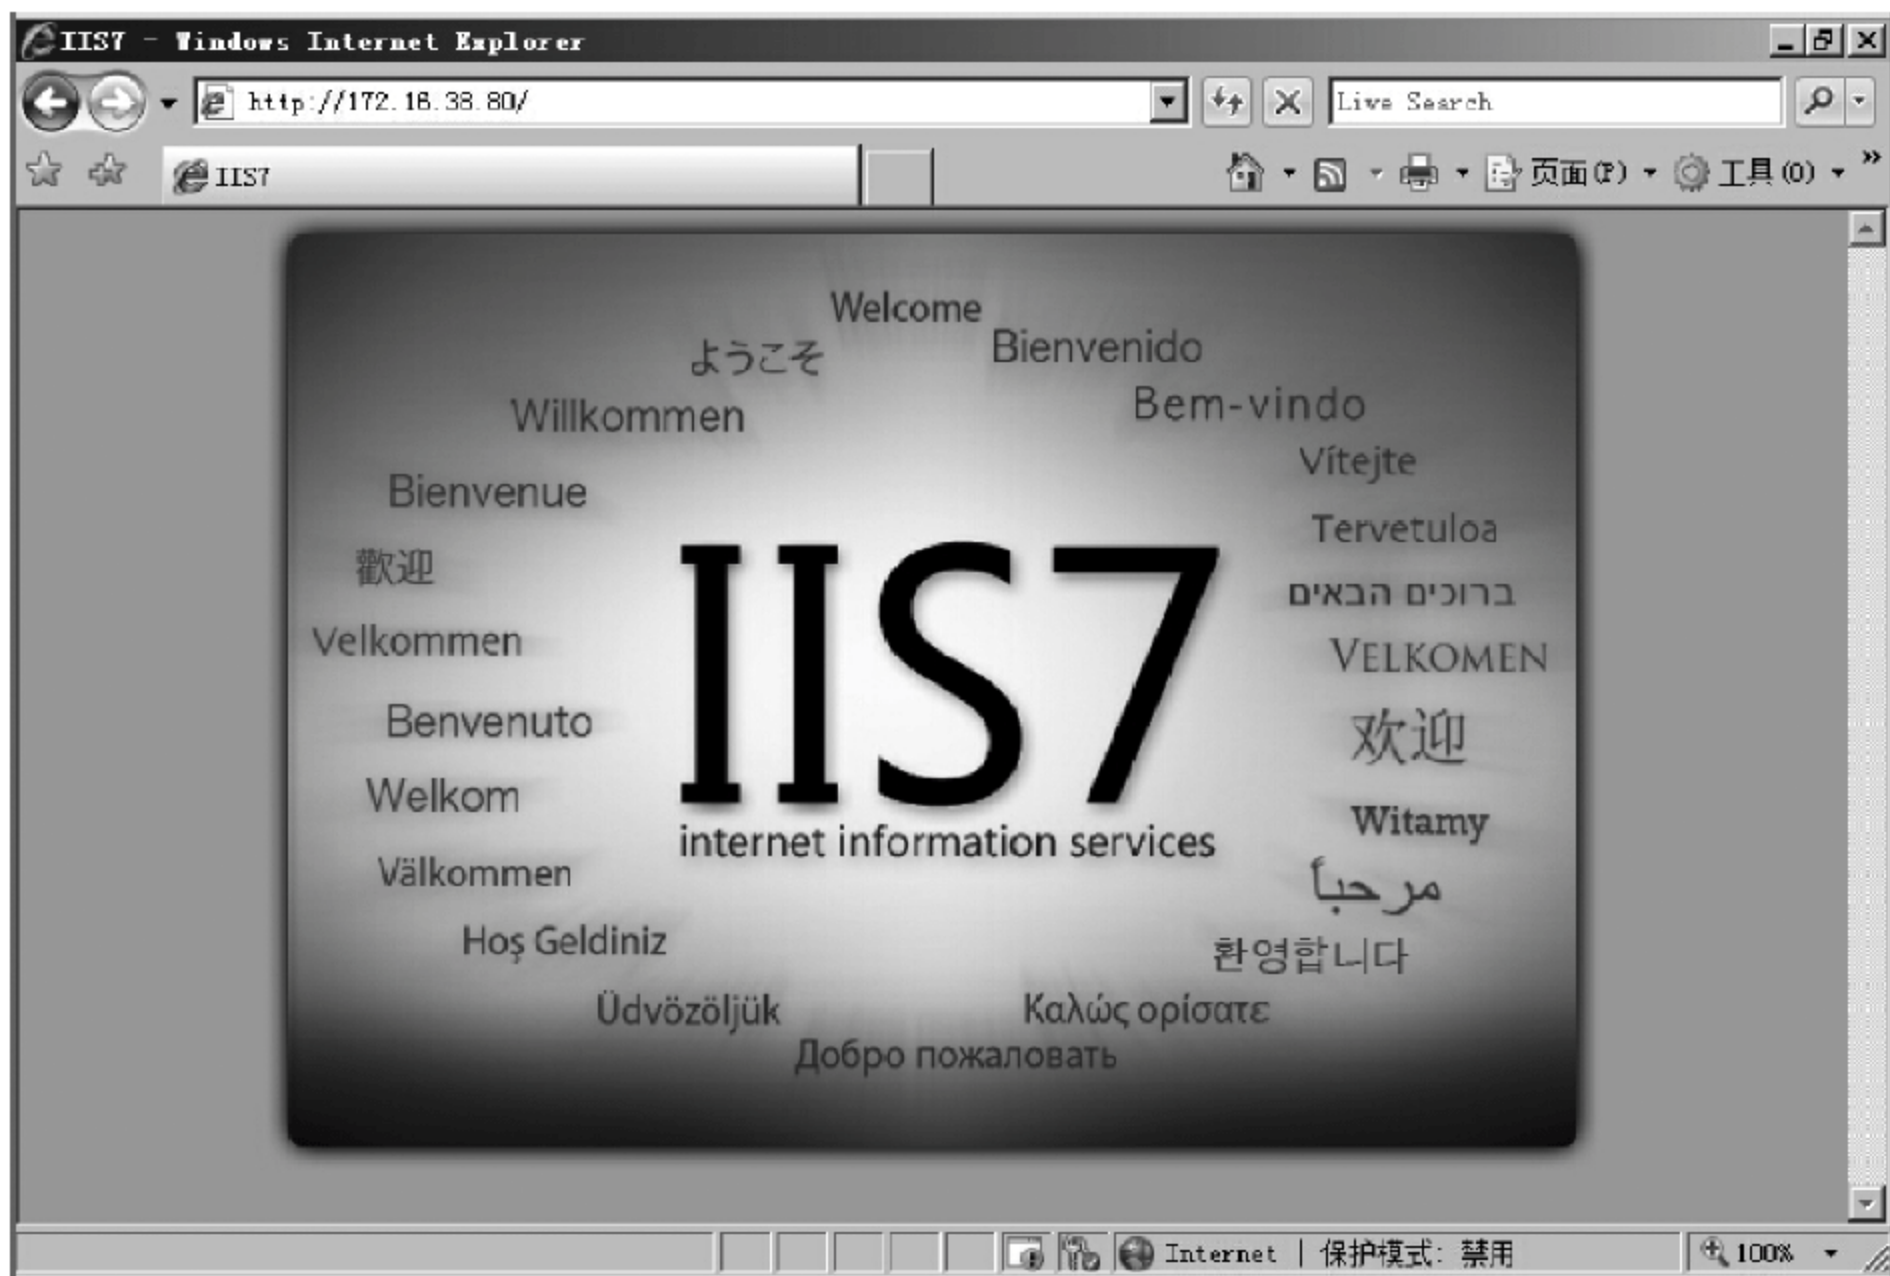 IIS7 - Windows Internet Explorer
http://172.16.38.80/
Live Search
IIS7
页面(P)
工具(O)
Welcome
ようこそ
Bienvenido
Willkommen
Bem-vindo
Vítejte
Bienvenue
Tervetuloa
歡迎
ברוכים הבאים
Velkommen
VELKOMEN
IIS7
Benvenuto
欢迎
Welkom
Witamy
internet information services
Välkommen
مرحباً
Hoş Geldiniz
환영합니다
Üdvözöljük
Καλώς ορίσατε
Добро пожаловать
Internet | 保护模式: 禁用
100%